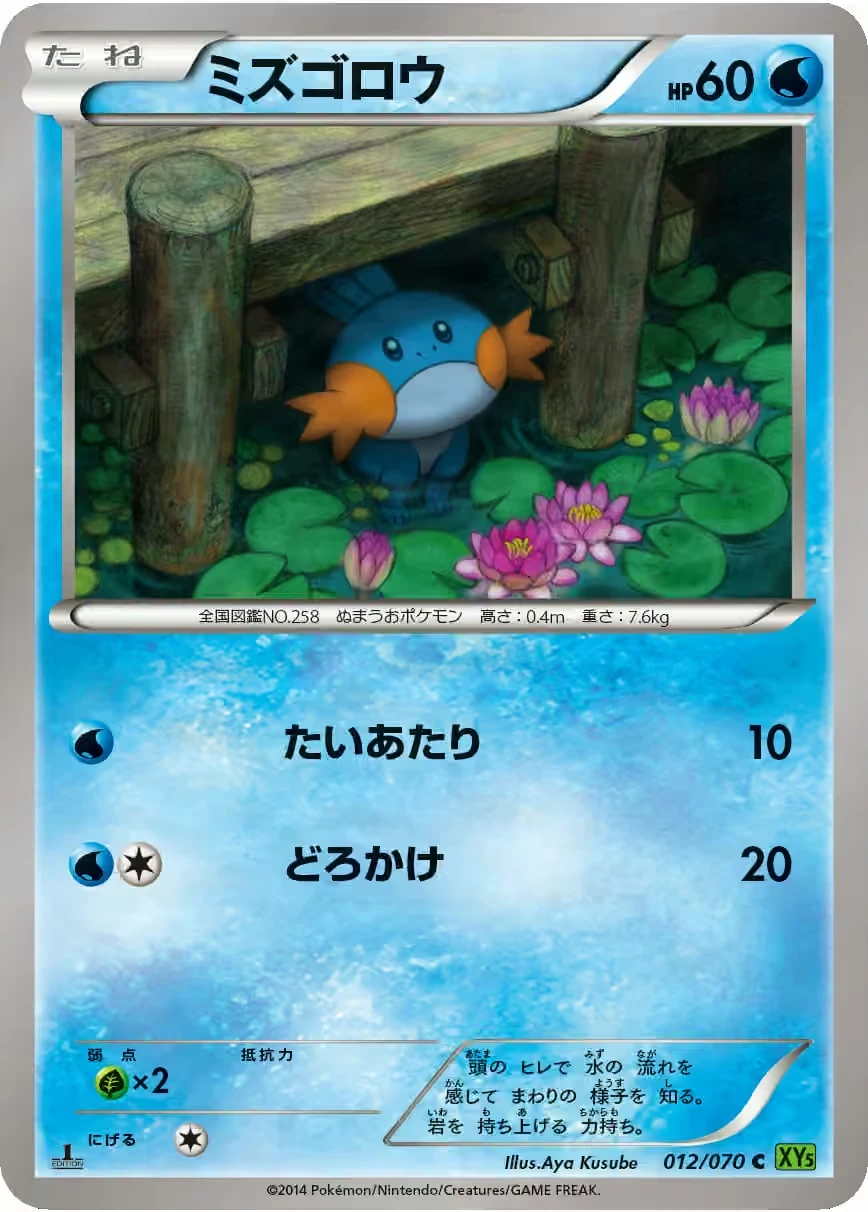 たね ミズゴロウ HP60
全国図鑑NO.258 ぬまうおポケモン 高さ:0.4m 重さ:7.6kg
たいあたり 10
どろかけ 20
弱点 抵抗力
×2
にげる
頭の ヒレで 水の 流れを
感じて まわりの 様子を 知る。
岩を 持ち上げる 力持ち。
1 EDITION
Illus.Aya Kusube 012/070 C XY5
©2014 Pokémon/Nintendo/Creatures/GAME FREAK.